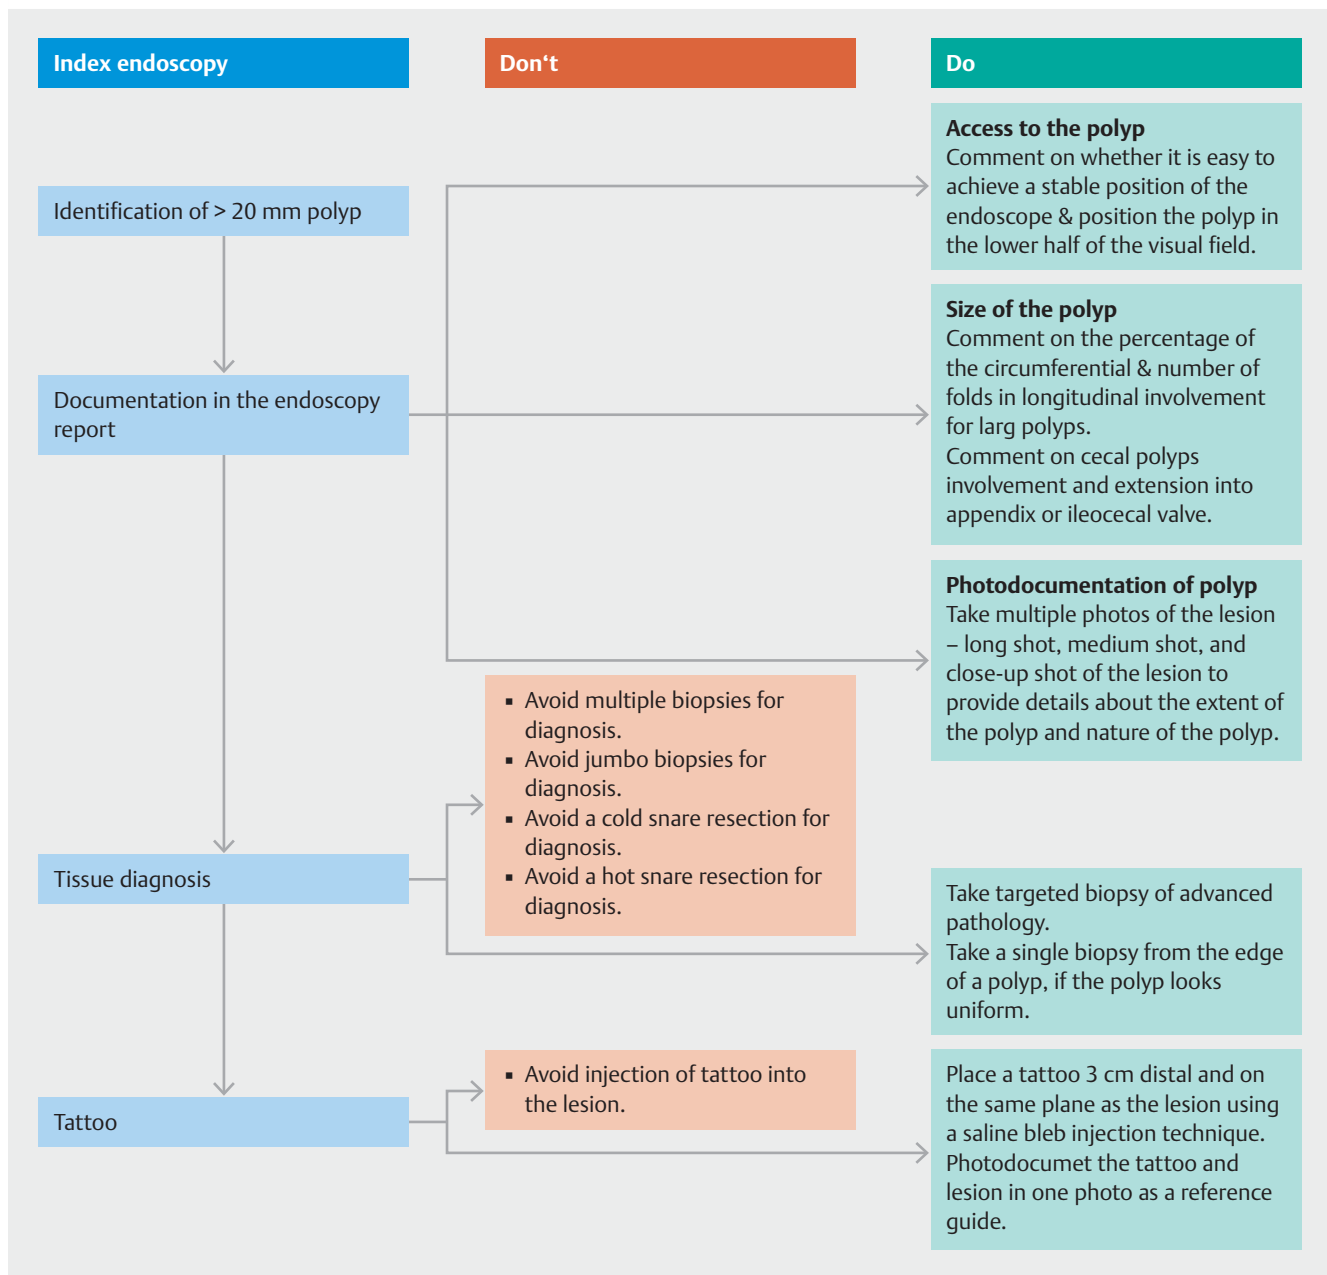 Index endoscopy
Don‘t
Do
Identification of > 20 mm polyp
Documentation in the endoscopy
report
Access to the polyp
Comment on whether it is easy to
achieve a stable position of the
endoscope & position the polyp in
the lower half of the visual field.
Size of the polyp
Comment on the percentage of
the circumferential & number of
folds in longitudinal involvement
for larg polyps.
Comment on cecal polyps
involvement and extension into
appendix or ileocecal valve.
Photodocumentation of polyp
Take multiple photos of the lesion
– long shot, medium shot, and
close-up shot of the lesion to
provide details about the extent of
the polyp and nature of the polyp.
Tissue diagnosis
▪ Avoid multiple biopsies for
diagnosis.
▪ Avoid jumbo biopsies for
diagnosis.
▪ Avoid a cold snare resection for
diagnosis.
▪ Avoid a hot snare resection for
diagnosis.
Take targeted biopsy of advanced
pathology.
Take a single biopsy from the edge
of a polyp, if the polyp looks
uniform.
Tattoo
▪ Avoid injection of tattoo into
the lesion.
Place a tattoo 3 cm distal and on
the same plane as the lesion using
a saline bleb injection technique.
Photodocumet the tattoo and
lesion in one photo as a reference
guide.